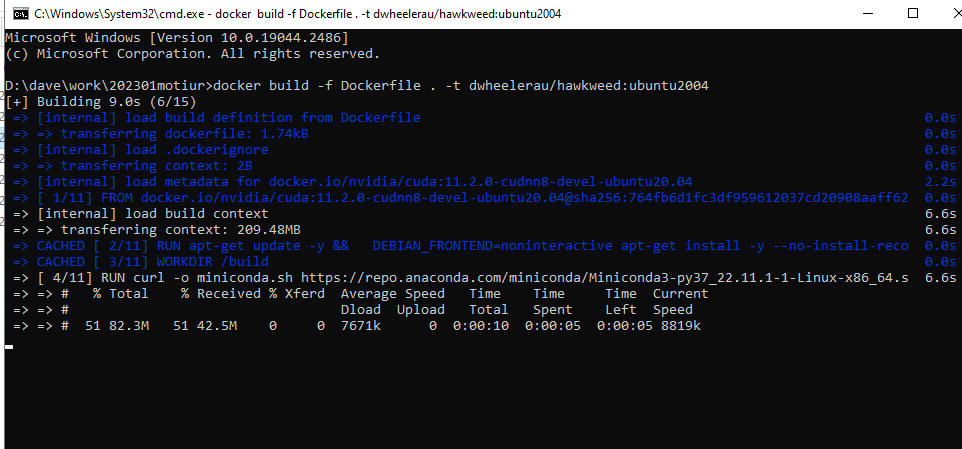 C:\Windows\System32\cmd.exe - docker  build -f Dockerfile . -t dwheelerau/hawkweed:ubuntu2004
Microsoft Windows [Version 10.0.19044.2486]
(c) Microsoft Corporation. All rights reserved.
D:\dave\work\202301motiur>docker build -f Dockerfile . -t dwheelerau/hawkweed:ubuntu2004
[+] Building 9.0s (6/15)
=> [internal] load build definition from Dockerfile 0.0s
=> => transferring dockerfile: 1.74kB 0.0s
=> [internal] load .dockerignore 0.0s
=> => transferring context: 2B 0.0s
=> [internal] load metadata for docker.io/nvidia/cuda:11.2.0-cudnn8-devel-ubuntu20.04 2.2s
=> [ 1/11] FROM docker.io/nvidia/cuda:11.2.0-cudnn8-devel-ubuntu20.04@sha256:764fb6d1fc3df959612037cd20908aaff62 0.0s
=> [internal] load build context 6.6s
=> => transferring context: 209.48MB 6.6s
=> CACHED [ 2/11] RUN apt-get update -y &&   DEBIAN_FRONTEND=noninteractive apt-get install -y --no-install-reco 0.0s
=> CACHED [ 3/11] WORKDIR /build 0.0s
=> [ 4/11] RUN curl -o miniconda.sh https://repo.anaconda.com/miniconda/Miniconda3-py37_22.11.1-1-Linux-x86_64.s 6.6s
=> => #   % Total    % Received % Xferd  Average Speed   Time    Time     Time  Current
=> => #                                  Dload  Upload   Total   Spent    Left  Speed
=> => #  51 82.3M   51 42.5M    0     0  7671k      0  0:00:10  0:00:05  0:00:05 8819k